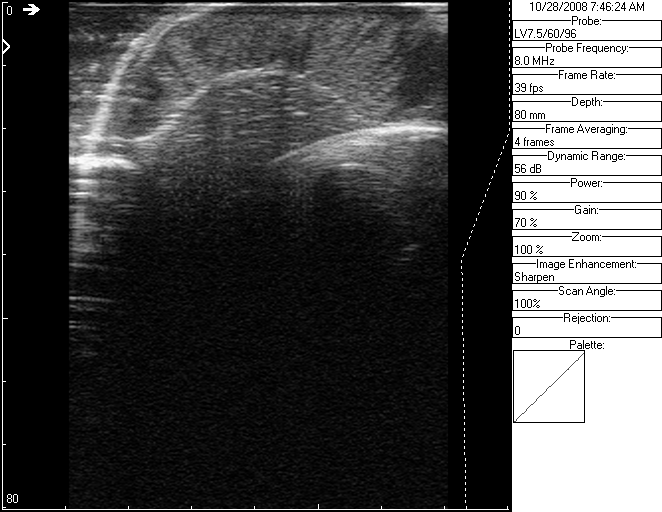 0
80
10/28/2008 7:46:24 AM
Probe:
LV7.5/60/96
Probe Frequency:
8.0 MHz
Frame Rate:
39 fps
Depth:
80 mm
Frame Averaging:
4 frames
Dynamic Range:
56 dB
Power:
90 %
Gain:
70 %
Zoom:
100 %
Image Enhancement:
Sharpen
Scan Angle:
100%
Rejection:
0
Palette: